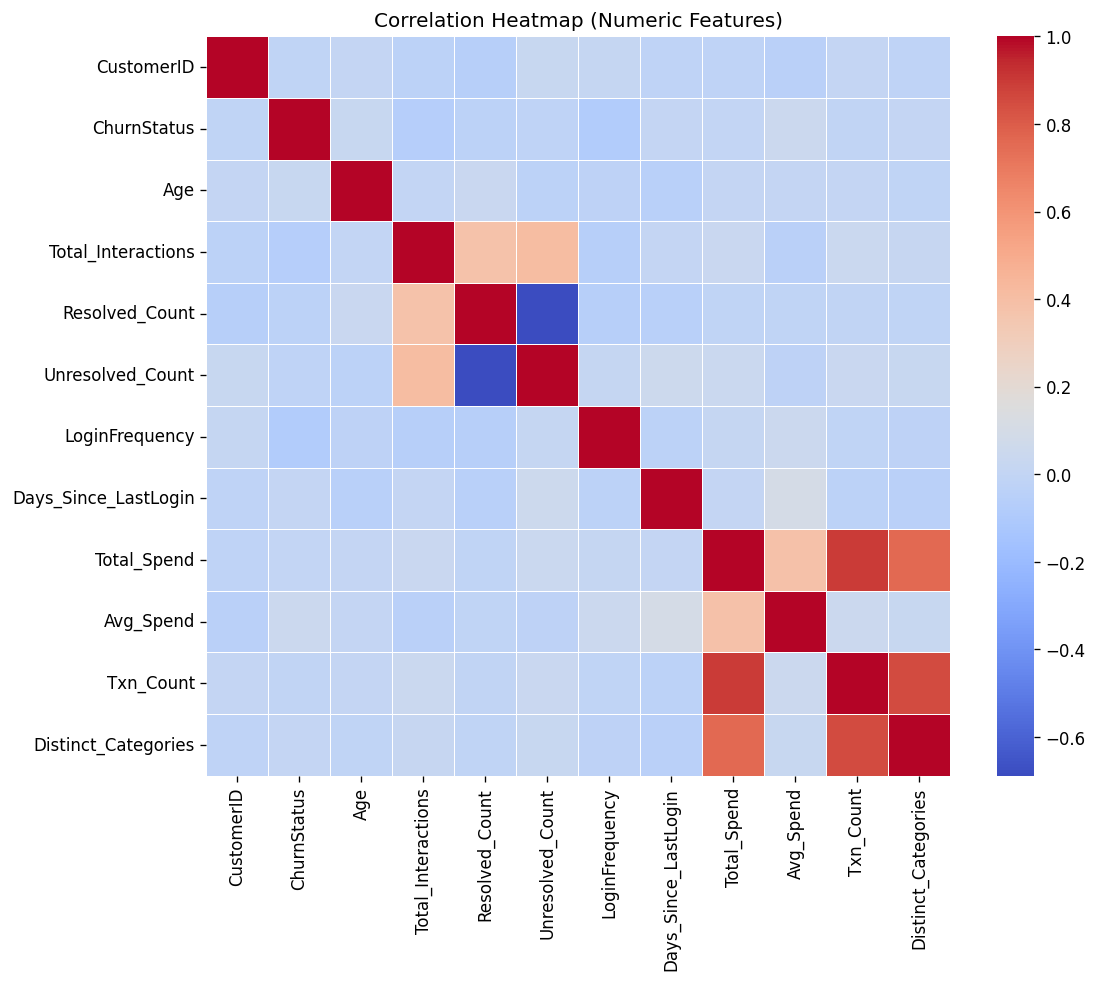 Correlation Heatmap (Numeric Features)
CustomerID
ChurnStatus
Age
Total_Interactions
Resolved_Count
Unresolved_Count
LoginFrequency
Days_Since_LastLogin
Total_Spend
Avg_Spend
Txn_Count
Distinct_Categories
CustomerID
ChurnStatus
Age
Total_Interactions
Resolved_Count
Unresolved_Count
LoginFrequency
Days_Since_LastLogin
Total_Spend
Avg_Spend
Txn_Count
Distinct_Categories
1.0
0.8
0.6
0.4
0.2
0.0
−0.2
−0.4
−0.6